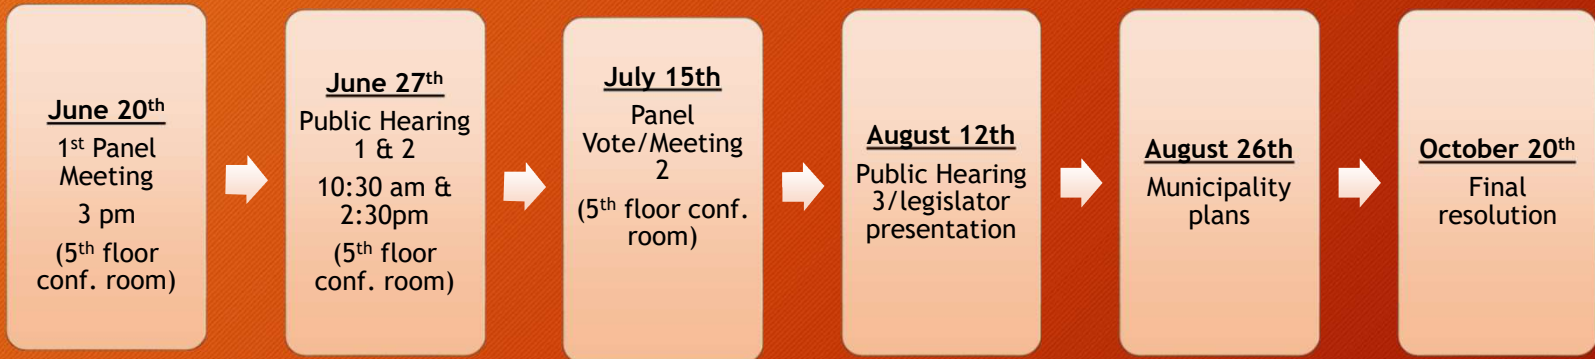 June 20th
1st Panel
Meeting
3 pm
(5th floor
conf. room)
June 27th
Public Hearing
1 & 2
10:30 am &
2:30pm
(5th floor
conf. room)
July 15th
Panel
Vote/Meeting
2
(5th floor conf.
room)
August 12th
Public Hearing
3/legislator
presentation
August 26th
Municipality
plans
October 20th
Final
resolution